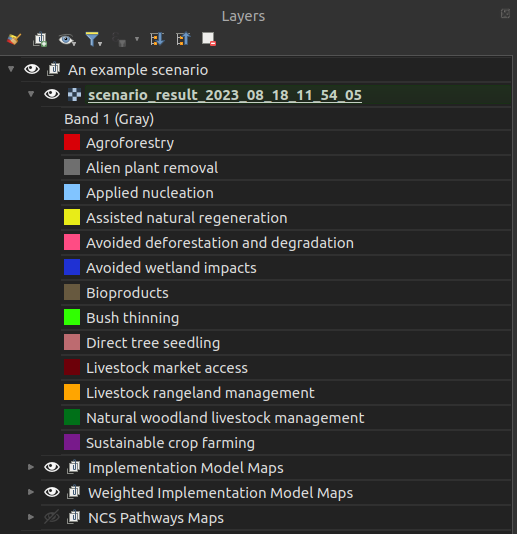 Layers
An example scenario
scenario_result_2023_08_18_11_54_05
Band 1 (Gray)
Agroforestry
Alien plant removal
Applied nucleation
Assisted natural regeneration
Avoided deforestation and degradation
Avoided wetland impacts
Bioproducts
Bush thinning
Direct tree seedling
Livestock market access
Livestock rangeland management
Natural woodland livestock management
Sustainable crop farming
Implementation Model Maps
Weighted Implementation Model Maps
NCS Pathways Maps